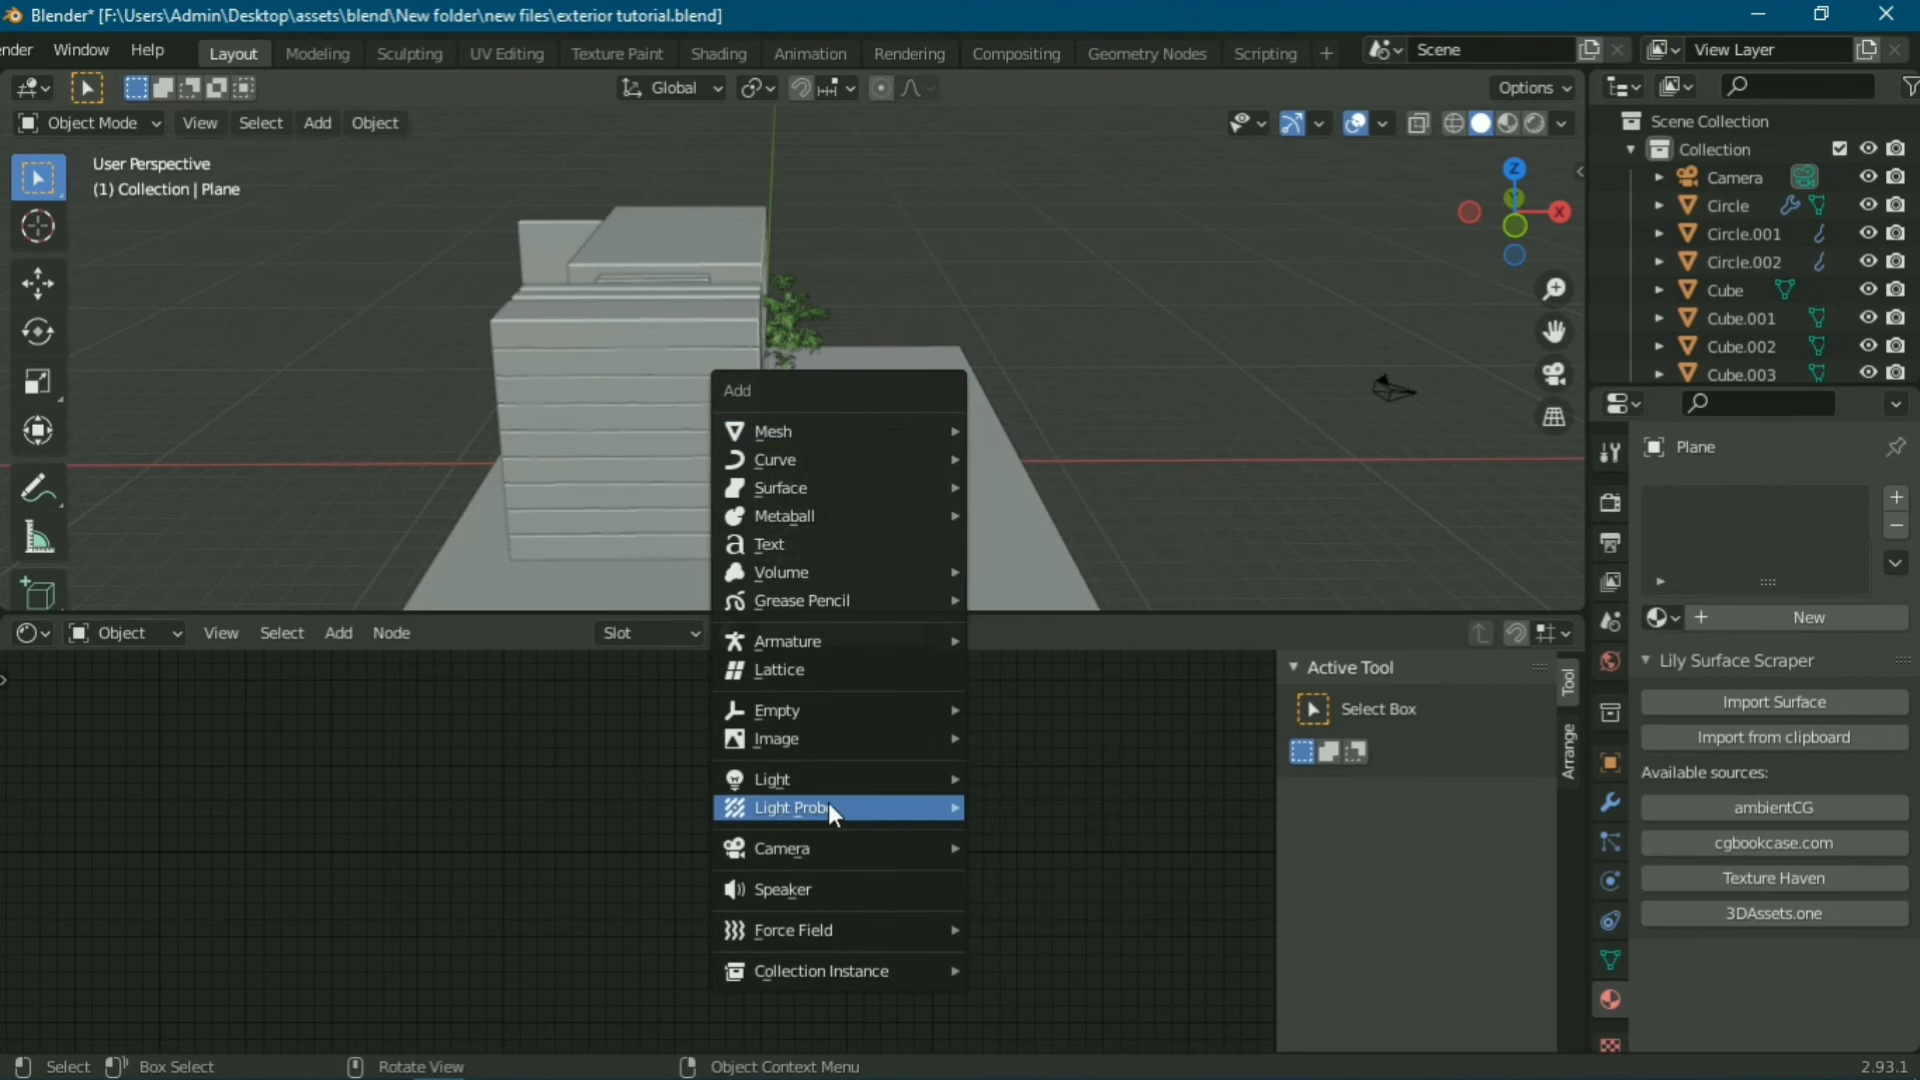 Blender* [F:\Users\Admin\Desktop\assets\blend\New folder\new files\exterior tutorial.blend]
nder Window Help Layout Modeling Sculpting UV Editing Texture Paint Shading Animation Rendering Compositing Geometry Nodes Scripting + Scene View Layer
Global Options
Object Mode View Select Add Object
User Perspective
(1) Collection | Plane
Z
X
Scene Collection
Collection
Camera
Circle
Circle.001
Circle.002
Cube
Cube.001
Cube.002
Cube.003
Add
Mesh
Curve
Surface
Metaball
Text
Volume
Grease Pencil
Armature
Lattice
Empty
Image
Light
Light Prob
Camera
Speaker
Force Field
Collection Instance
Object View Select Add Node Slot
Active Tool
Select Box
Tool
Arrange
Plane
New
Lily Surface Scraper
Import Surface
Import from clipboard
Available sources:
ambientCG
cgbookcase.com
Texture Haven
3DAssets.one
Select Box Select Rotate View Object Context Menu 2.93.1